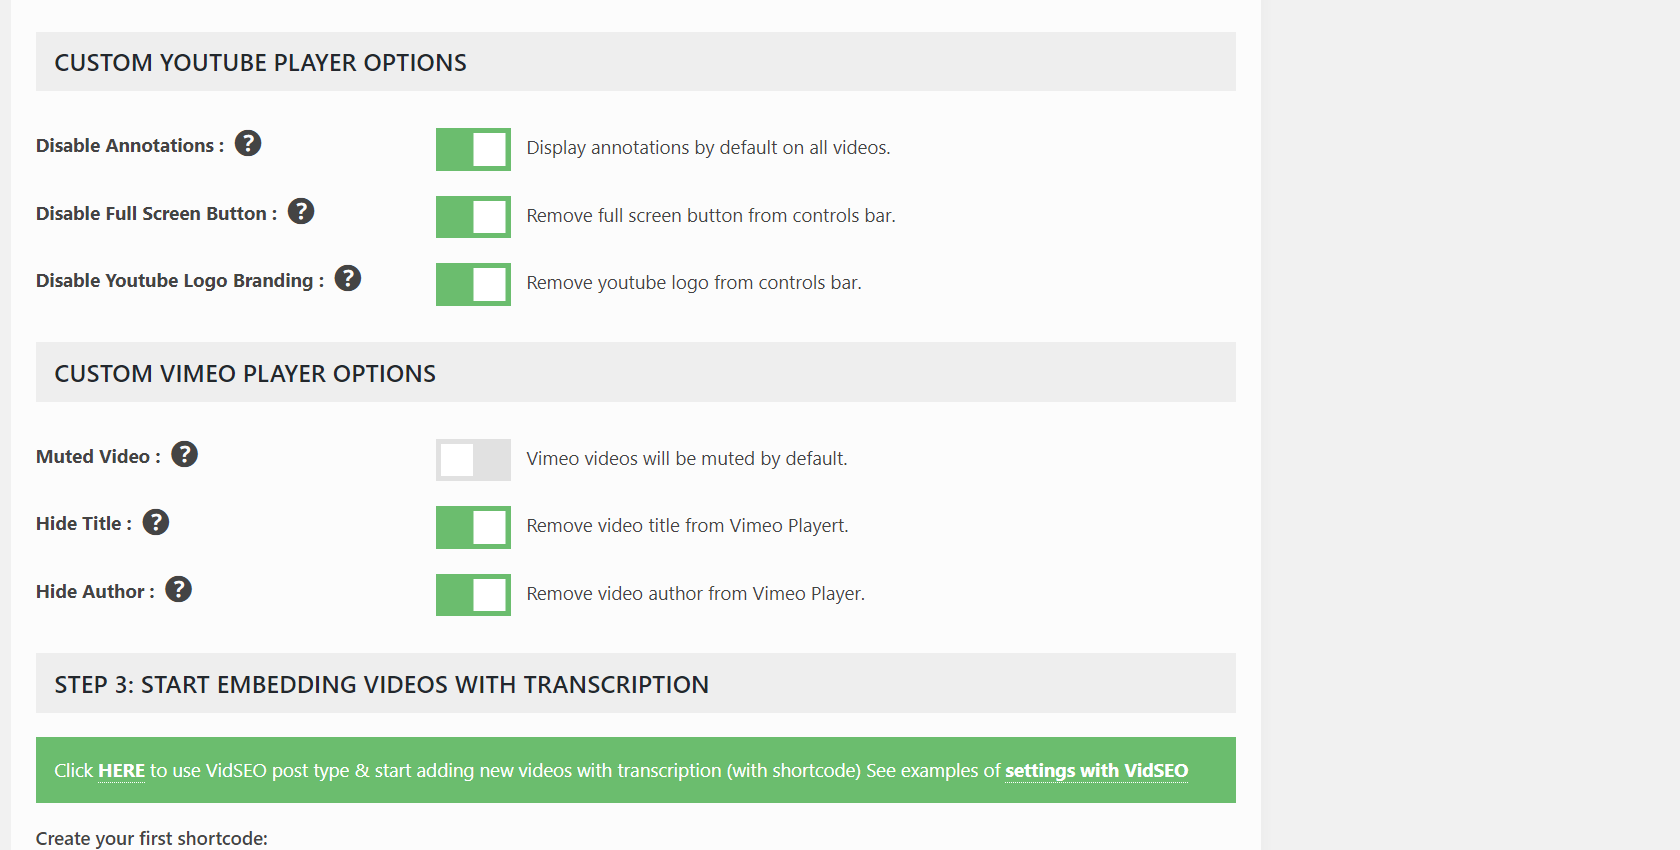 CUSTOM YOUTUBE PLAYER OPTIONS
Disable Annotations : ? Display annotations by default on all videos.
Disable Full Screen Button : ? Remove full screen button from controls bar.
Disable Youtube Logo Branding : ? Remove youtube logo from controls bar.
CUSTOM VIMEO PLAYER OPTIONS
Muted Video : ? Vimeo videos will be muted by default.
Hide Title : ? Remove video title from Vimeo Playert.
Hide Author : ? Remove video author from Vimeo Player.
STEP 3: START EMBEDDING VIDEOS WITH TRANSCRIPTION
Click HERE to use VidSEO post type & start adding new videos with transcription (with shortcode) See examples of settings with VidSEO
Create your first shortcode: